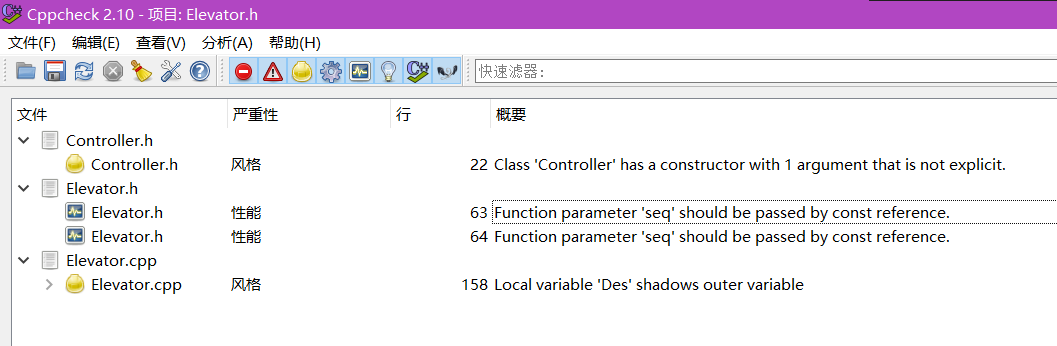 Cppcheck 2.10 - 项目: Elevator.h
文件(F) 编辑(E) 查看(V) 分析(A) 帮助(H)
快速滤器：
文件 严重性 行 概要
Controller.h
Controller.h 风格 22 Class 'Controller' has a constructor with 1 argument that is not explicit.
Elevator.h
Elevator.h 性能 63 Function parameter 'seq' should be passed by const reference.
Elevator.h 性能 64 Function parameter 'seq' should be passed by const reference.
Elevator.cpp
Elevator.cpp 风格 158 Local variable 'Des' shadows outer variable